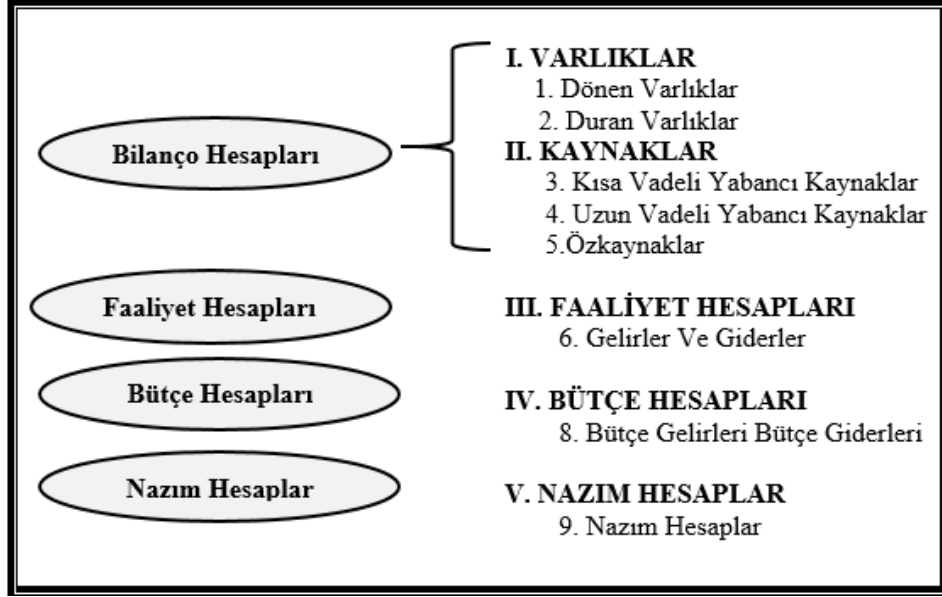 Bilanço Hesapları
I. VARLIKLAR
1. Dönen Varlıklar
2. Duran Varlıklar
II. KAYNAKLAR
3. Kısa Vadeli Yabancı Kaynaklar
4. Uzun Vadeli Yabancı Kaynaklar
5.Özkaynaklar
Faaliyet Hesapları
III. FAALİYET HESAPLARI
6. Gelirler Ve Giderler
Bütçe Hesapları
IV. BÜTÇE HESAPLARI
8. Bütçe Gelirleri Bütçe Giderleri
Nazım Hesaplar
V. NAZIM HESAPLAR
9. Nazım Hesaplar